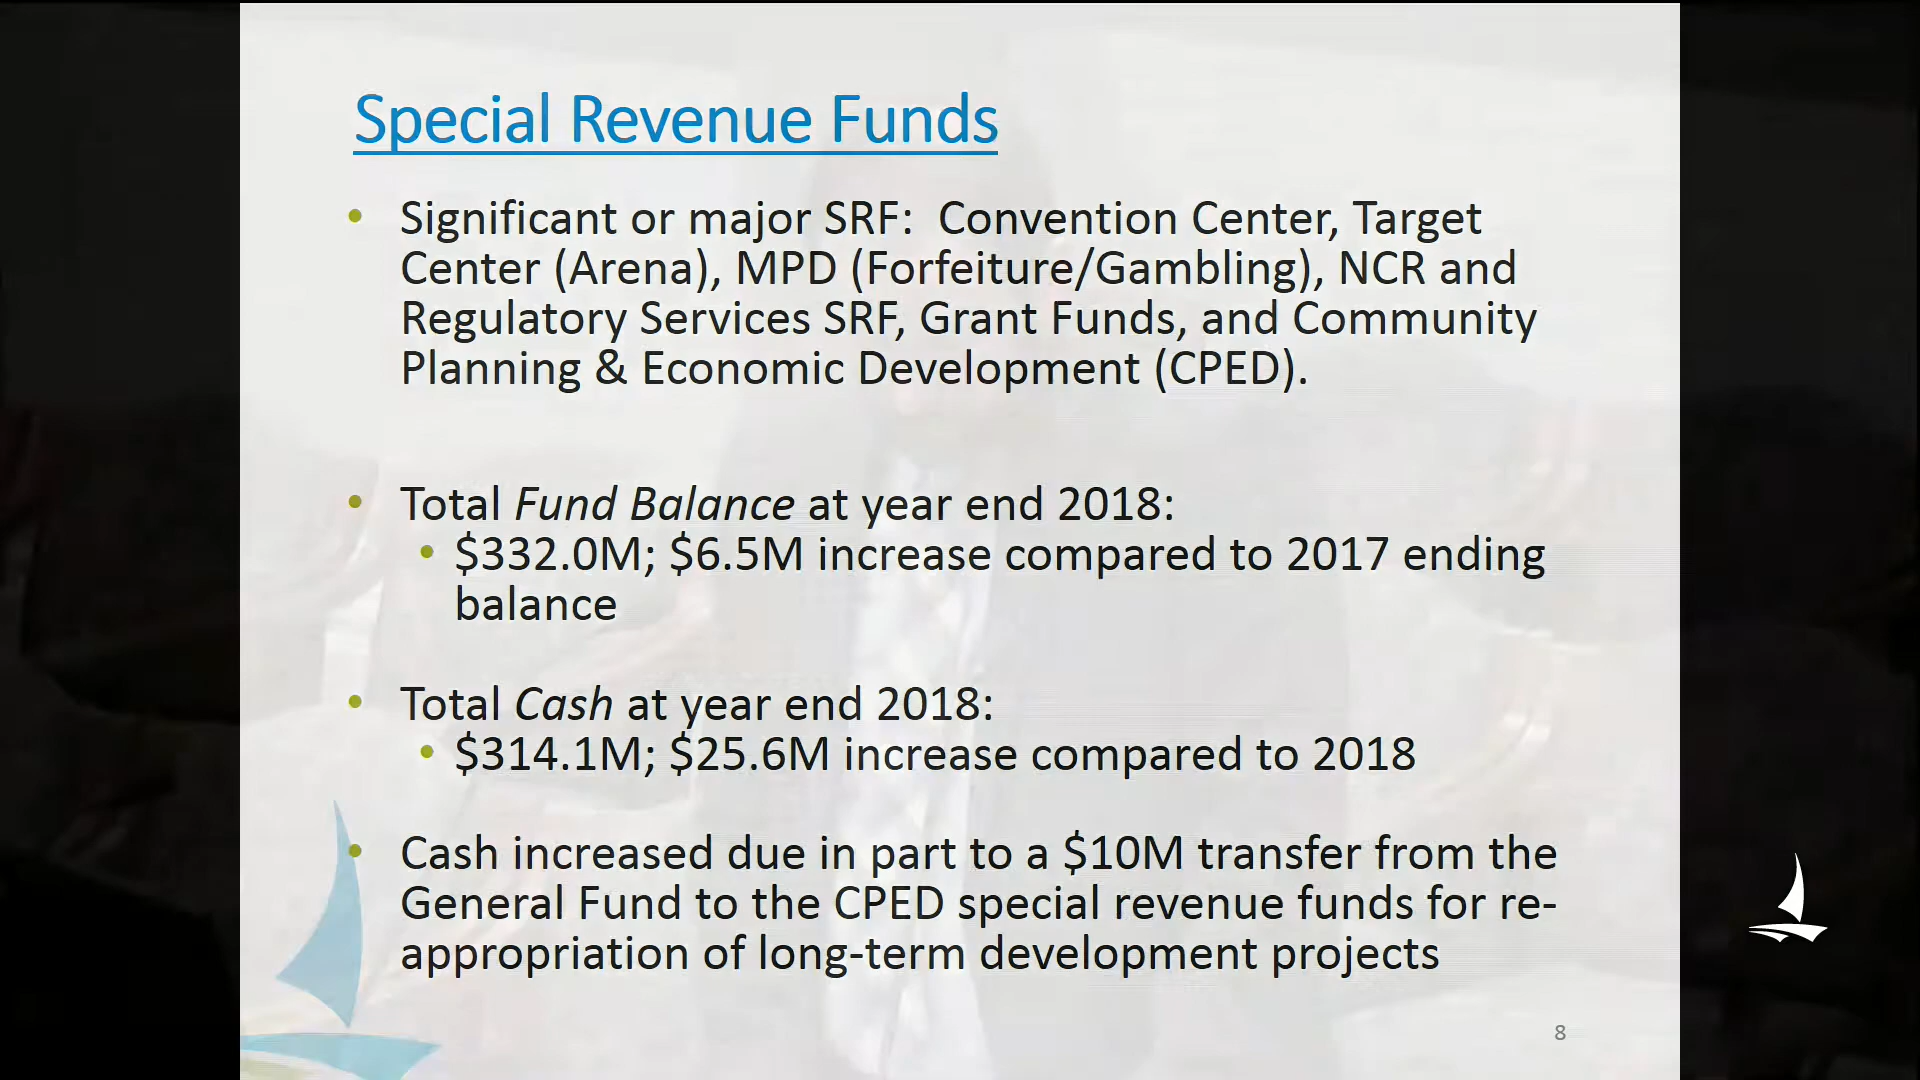 Special Revenue Funds
• Significant or major SRF:  Convention Center, Target
Center (Arena), MPD (Forfeiture/Gambling), NCR and
Regulatory Services SRF, Grant Funds, and Community
Planning & Economic Development (CPED).
• Total Fund Balance at year end 2018:
• $332.0M; $6.5M increase compared to 2017 ending
balance
• Total Cash at year end 2018:
• $314.1M; $25.6M increase compared to 2018
• Cash increased due in part to a $10M transfer from the
General Fund to the CPED special revenue funds for re-
appropriation of long-term development projects
8